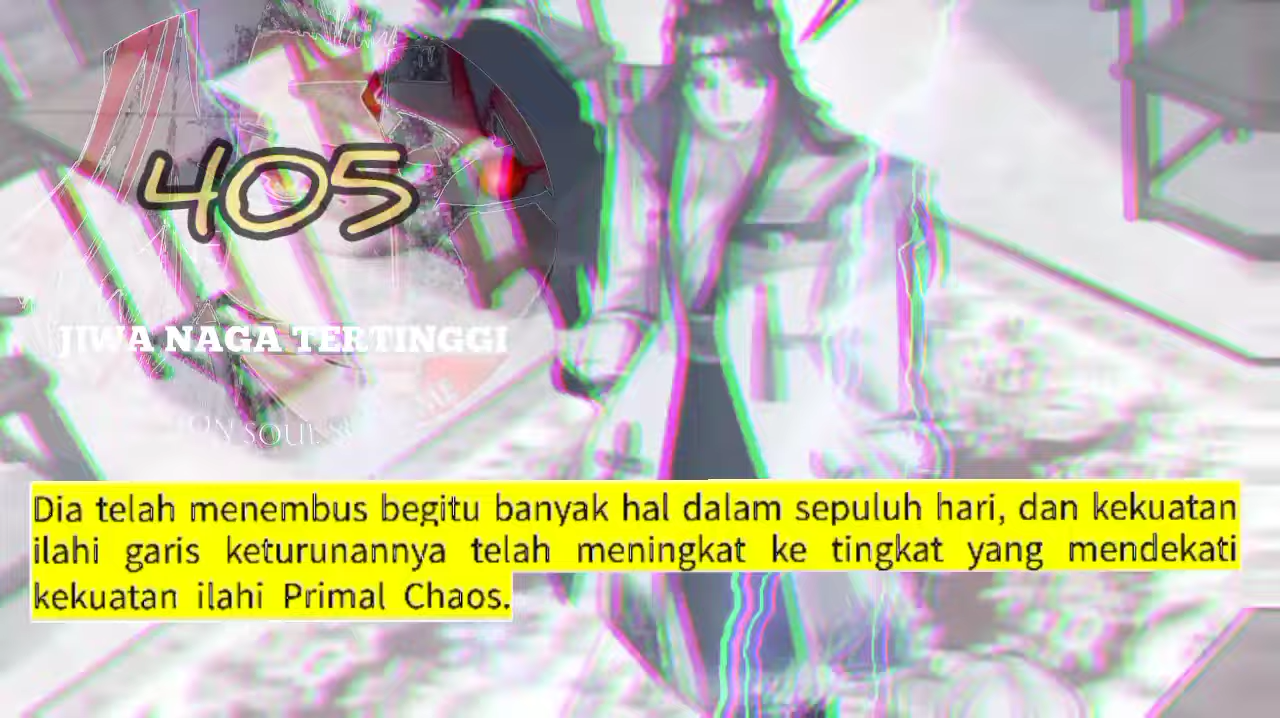 405
JIWA NAGA TERTINGGI
SOUL
Dia telah menembus begitu banyak hal dalam sepuluh hari, dan kekuatan
ilahi garis keturunannya telah meningkat ke tingkat yang mendekati
kekuatan ilahi Primal Chaos.